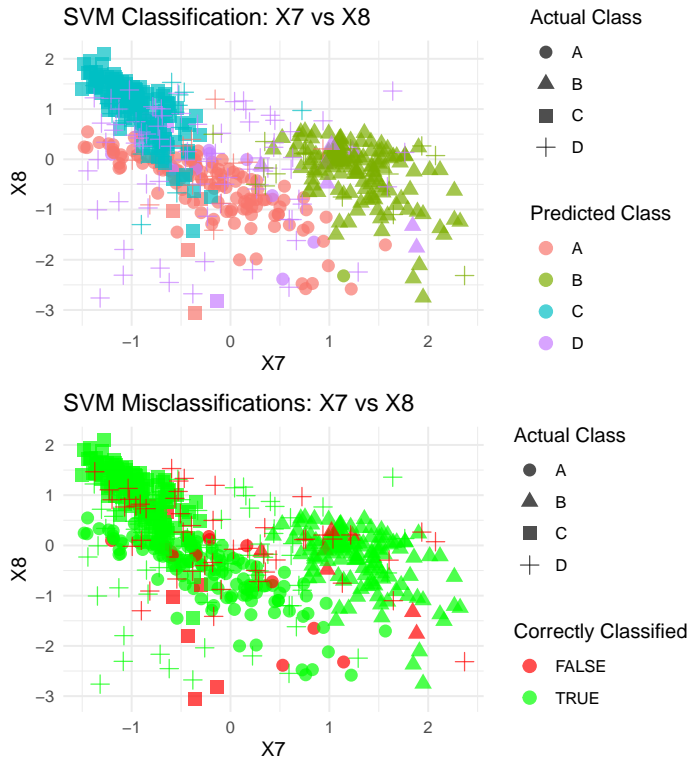 SVM Classification: X7 vs X8
2
1
0
−1
−2
−3
X8
−1
0
1
2
X7
Actual Class
A
B
C
D
Predicted Class
A
B
C
D
SVM Misclassifications: X7 vs X8
2
1
0
−1
−2
−3
X8
−1
0
1
2
X7
Actual Class
A
B
C
D
Correctly Classified
FALSE
TRUE